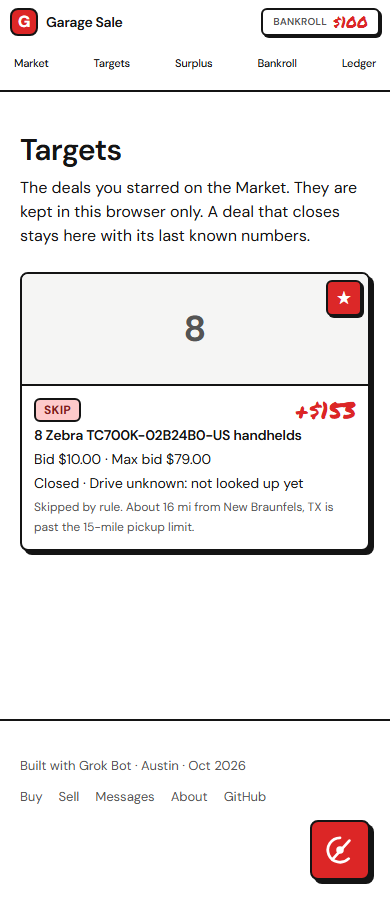 G Garage Sale
BANKROLL $100
Market Targets Surplus Bankroll Ledger
Targets
The deals you starred on the Market. They are
kept in this browser only. A deal that closes
stays here with its last known numbers.
8
SKIP +$153
8 Zebra TC700K-02B24B0-US handhelds
Bid $10.00 · Max bid $79.00
Closed · Drive unknown: not looked up yet
Skipped by rule. About 16 mi from New Braunfels, TX is
past the 15-mile pickup limit.
Built with Grok Bot · Austin · Oct 2026
Buy Sell Messages About GitHub